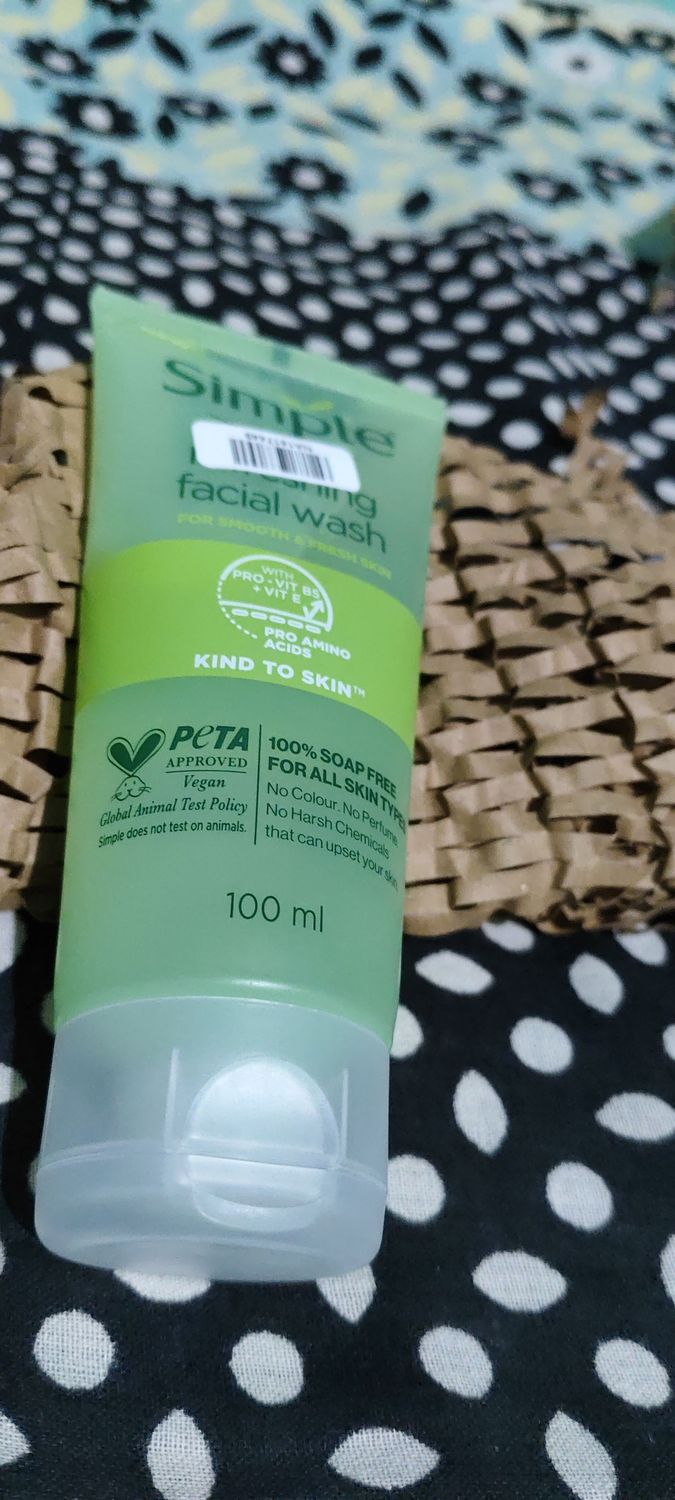 Simple
facial wash
FOR SMOOTH & FRESH SKIN
WITH
PRO-VIT B5
+ VIT E
PRO AMINO
ACIDS
KIND TO SKIN™
PETA
APPROVED
Vegan
Global Animal Test Policy
Simple does not test on animals.
100% SOAP FREE
FOR ALL SKIN TYPES
No Colour. No Perfume
No Harsh Chemicals
that can upset your skin
100 ml